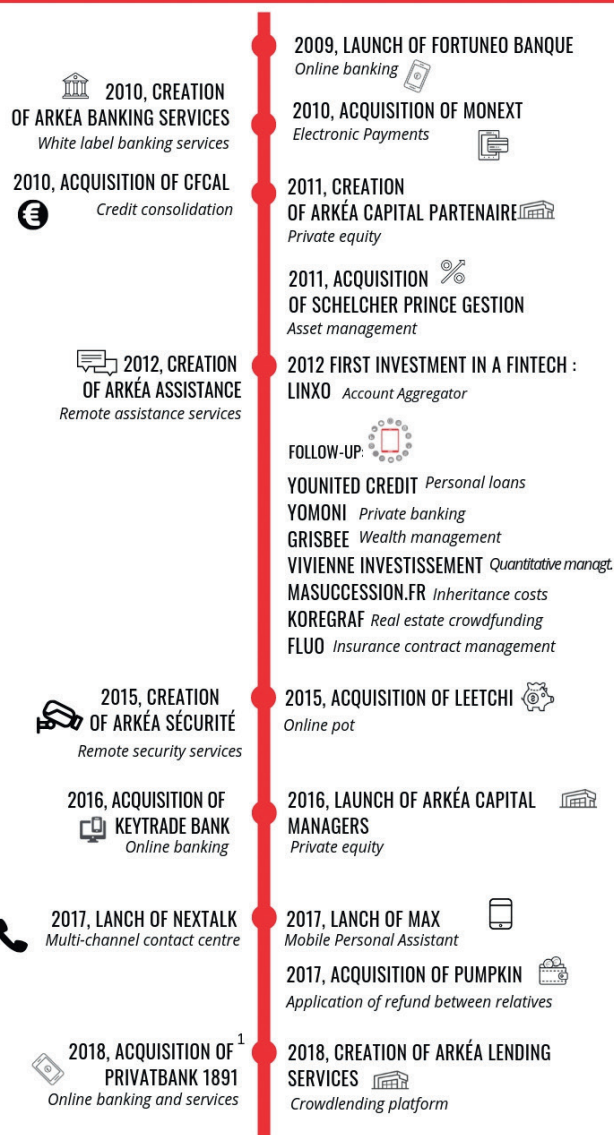 2009, LAUNCH OF FORTUNEO BANQUE
Online banking
2010, CREATION
OF ARKEA BANKING SERVICES
White label banking services
2010, ACQUISITION OF MONEXT
Electronic Payments
2010, ACQUISITION OF CFCAL
Credit consolidation
2011, CREATION
OF ARKÉA CAPITAL PARTENAIRE
Private equity
2011, ACQUISITION
OF SCHELCHER PRINCE GESTION
Asset management
2012, CREATION
OF ARKÉA ASSISTANCE
Remote assistance services
2012 FIRST INVESTMENT IN A FINTECH :
LINXO Account Aggregator
FOLLOW-UP:
YOUNITED CREDIT Personal loans
YOMONI Private banking
GRISBEE Wealth management
VIVIENNE INVESTISSEMENT Quantitative managt.
MASUCCESSION.FR Inheritance costs
KOREGRAF Real estate crowdfunding
FLUO Insurance contract management
2015, CREATION
OF ARKÉA SÉCURITÉ
Remote security services
2015, ACQUISITION OF LEETCHI
Online pot
2016, ACQUISITION OF
KEYTRADE BANK
Online banking
2016, LAUNCH OF ARKÉA CAPITAL
MANAGERS
Private equity
2017, LANCH OF NEXTALK
Multi-channel contact centre
2017, LANCH OF MAX
Mobile Personal Assistant
2017, ACQUISITION OF PUMPKIN
Application of refund between relatives
2018, ACQUISITION OF 1
PRIVATBANK 1891
Online banking and services
2018, CREATION OF ARKÉA LENDING
SERVICES
Crowdlending platform